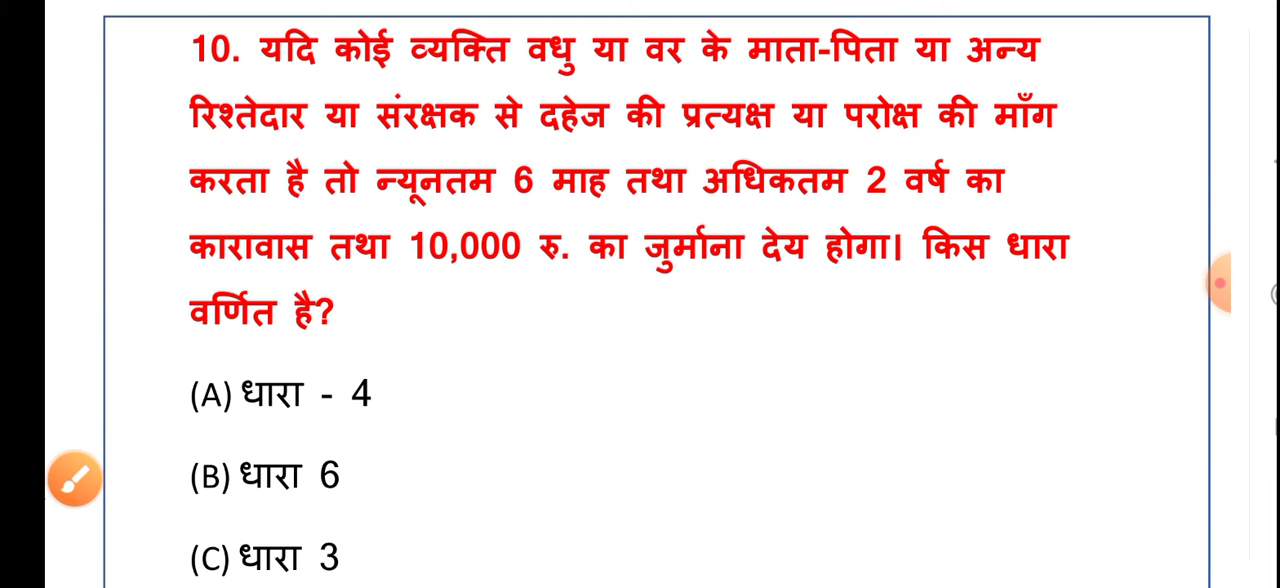 10. यदि कोई व्यक्ति वधु या वर के माता-पिता या अन्य
रिश्तेदार या संरक्षक से दहेज की प्रत्यक्ष या परोक्ष की माँग
करता है तो न्यूनतम 6 माह तथा अधिकतम 2 वर्ष का
कारावास तथा 10,000 रु. का जुर्माना देय होगा। किस धारा
वर्णित है?
(A) धारा - 4
(B) धारा 6
(C) धारा 3